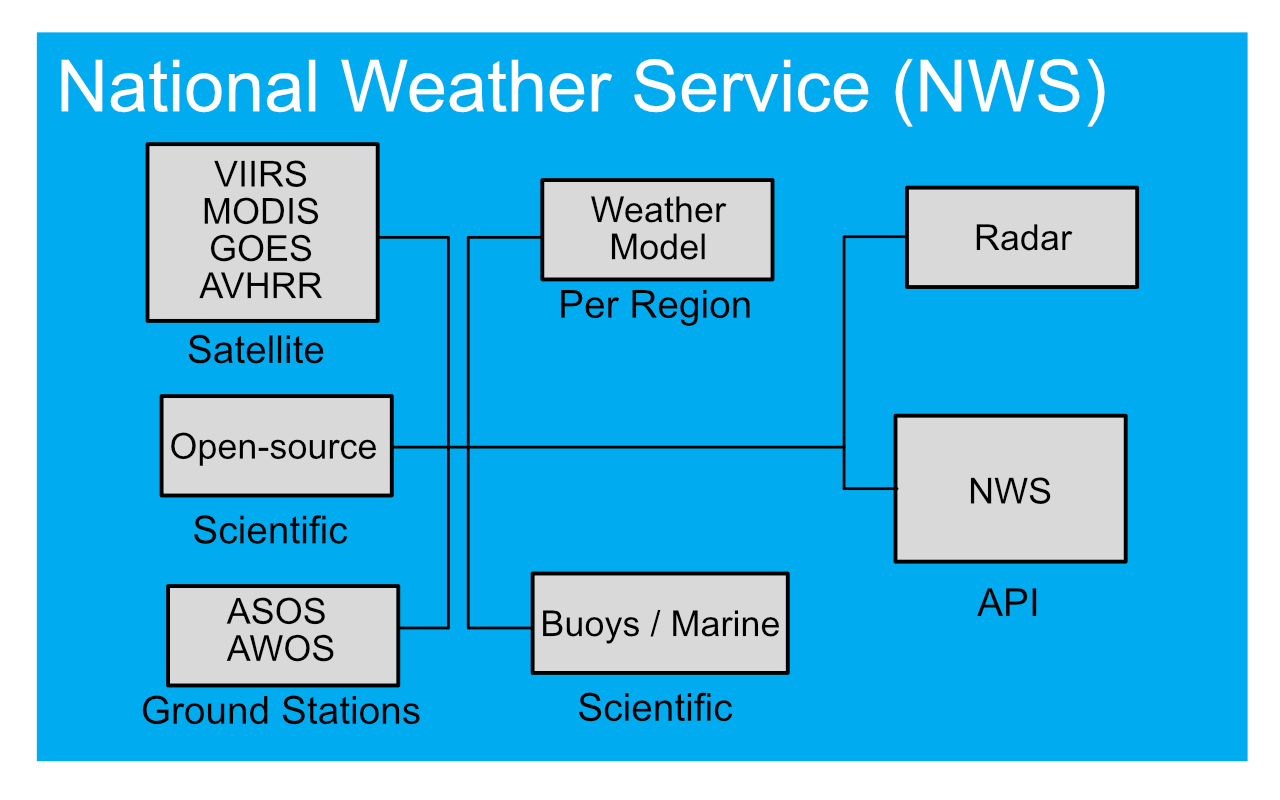 National Weather Service (NWS)
VIIRS
MODIS
GOES
AVHRR
Satellite
Weather
Model
Per Region
Radar
Open-source
Scientific
NWS
API
ASOS
AWOS
Ground Stations
Buoys / Marine
Scientific